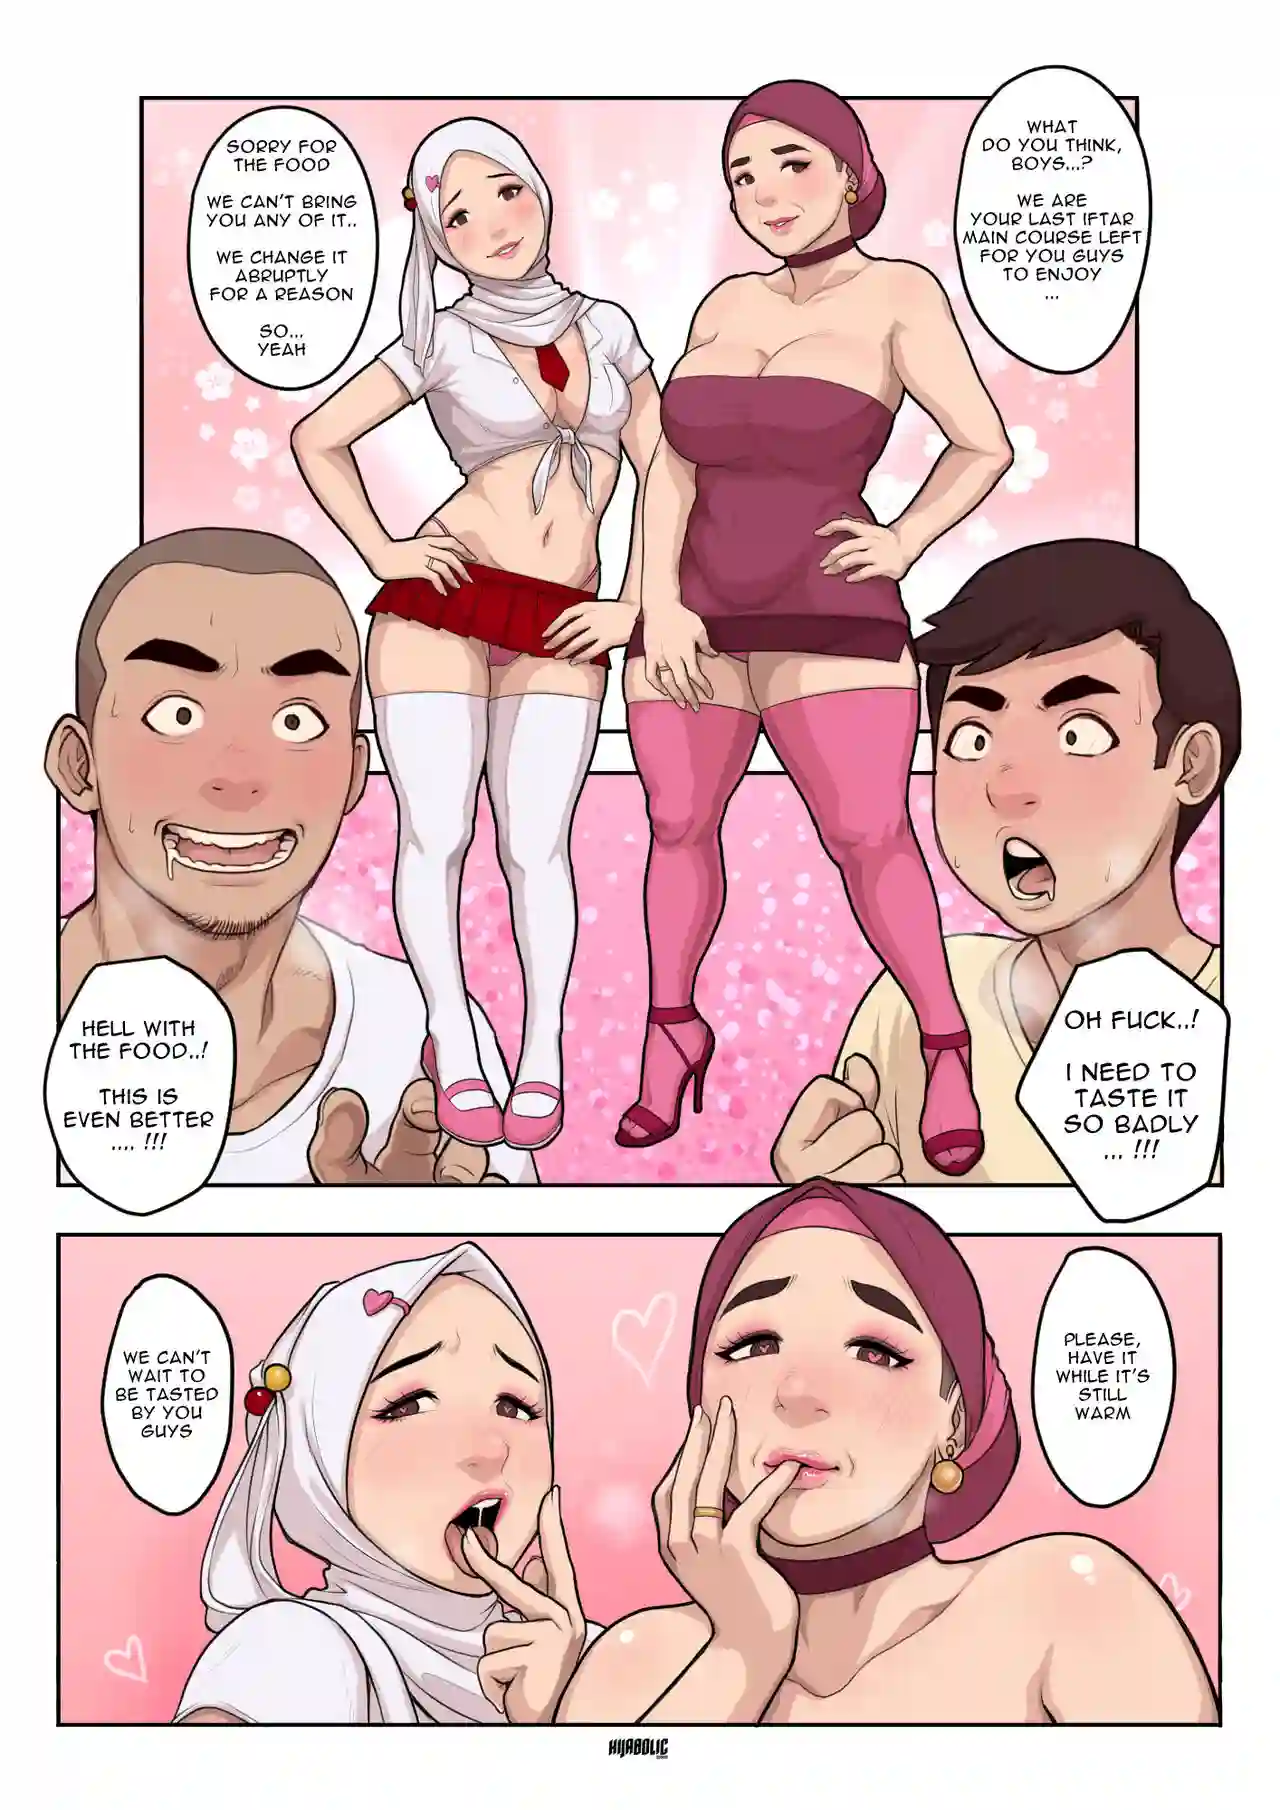 SORRY FOR
THE FOOD
WE CAN'T BRING
YOU ANY OF IT..
WE CHANGE IT
ABRUPTLY
FOR A REASON
SO...
YEAH
WHAT
DO YOU THINK,
BOYS...?
WE ARE
YOUR LAST IFTAR
MAIN COURSE LEFT
FOR YOU GUYS
TO ENJOY
...
HELL WITH
THE FOOD..!
THIS IS
EVEN BETTER
.... !!!
OH FUCK..!
I NEED TO
TASTE IT
SO BADLY
... !!!
WE CAN'T
WAIT TO
BE TASTED
BY YOU
GUYS
PLEASE,
HAVE IT
WHILE IT'S
STILL
WARM
HIJABOLIC